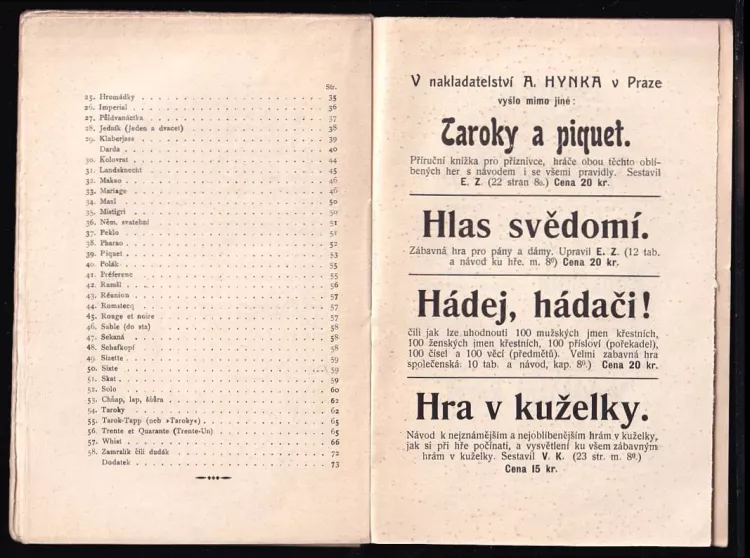 Str.
25. Hromádky 35
26. Imperial 36
27. Půlávanáctka 37
28. Jedník (Jeden a dvacet) 38
29. Klaberjass 39
Darda 40
30. Kolovrat 44
31. Landsknecht 45
32. Makao 46
33. Mariage 46
34. Mazl 50
35. Mistigri 50
36. Něm. svatební 51
37. Peklo 51
38. Pharao 52
39. Piquet 53
40. Polák 55
41. Préferenc 55
42. Ramšl 56
43. Réunion 57
44. Romstecq 57
45. Rouge et noire 57
46. Sable (do sta) 58
47. Sekaná 58
48. Schafkopf 58
49. Sizette 59
50. Sixte 59
51. Skat 59
52. Solo 60
53. Chňap, lap, šňůra 62
54. Taroky 62
55. Tarok-Tapp (neb »Taroky«) 65
56. Trente et Quarante (Trente-Un) 65
57. Whist 66
58. Zamralík čili dudák 72
Dodatek 73
V nakladatelství A. HYNKA v Praze
vyšlo mimo jiné:
Taroky a piquet.
Příruční knížka pro příznivce, hráče obou těchto oblí-
bených her s návodem i se všemi pravidly. Sestavil
E. Z. (22 stran 8º.) Cena 20 kr.
Hlas svědomí.
Zábavná hra pro pány a dámy. Upravil E. Z. (12 tab.
a návod ku hře. m. 8º) Cena 20 kr.
Hádej, hádači!
čili jak lze uhodnouti 100 mužských jmen křestních,
100 ženských jmen křestních, 100 přísloví (pořekadel),
100 čísel a 100 věcí (předmětů). Velmi zabavná hra
společenská: 10 tab. a návod, kap. 8º.) Cena 20 kr.
Hra v kuželky.
Návod k nejznámějším a nejoblíbenějším hrám v kuželky,
jak si při hře počínati, a vysvětlení ku všem zábavným
hrám v kuželky. Sestavil V. K. (23 str. m. 8º.)
Cena 15 kr.